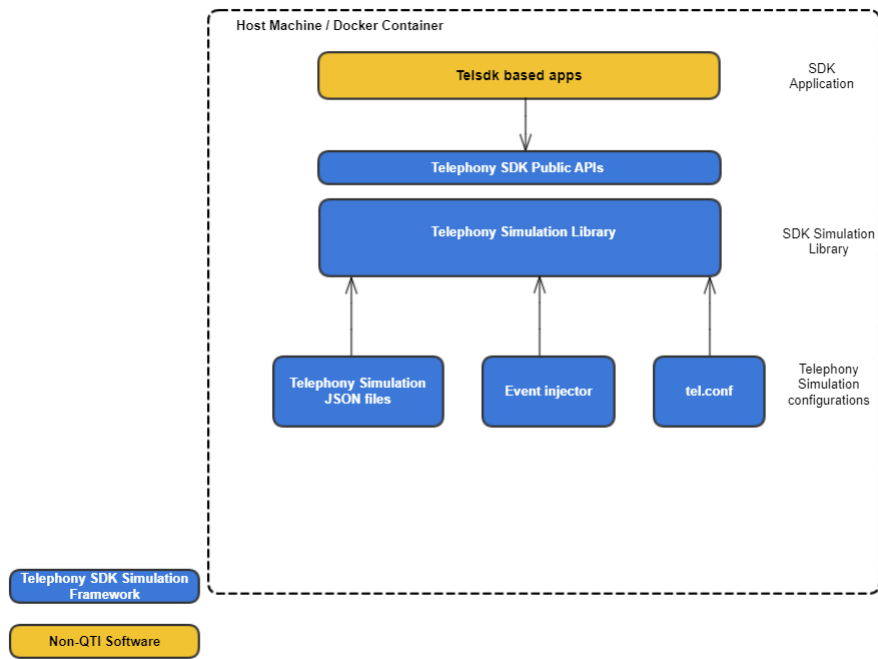 Host Machine / Docker Container
Telsdk based apps
SDK
Application
Telephony SDK Public APIs
Telephony Simulation Library
SDK Simulation
Library
Telephony Simulation
JSON files
Event injector
tel.conf
Telephony
Simulation
configurations
Telephony SDK Simulation
Framework
Non-QTI Software